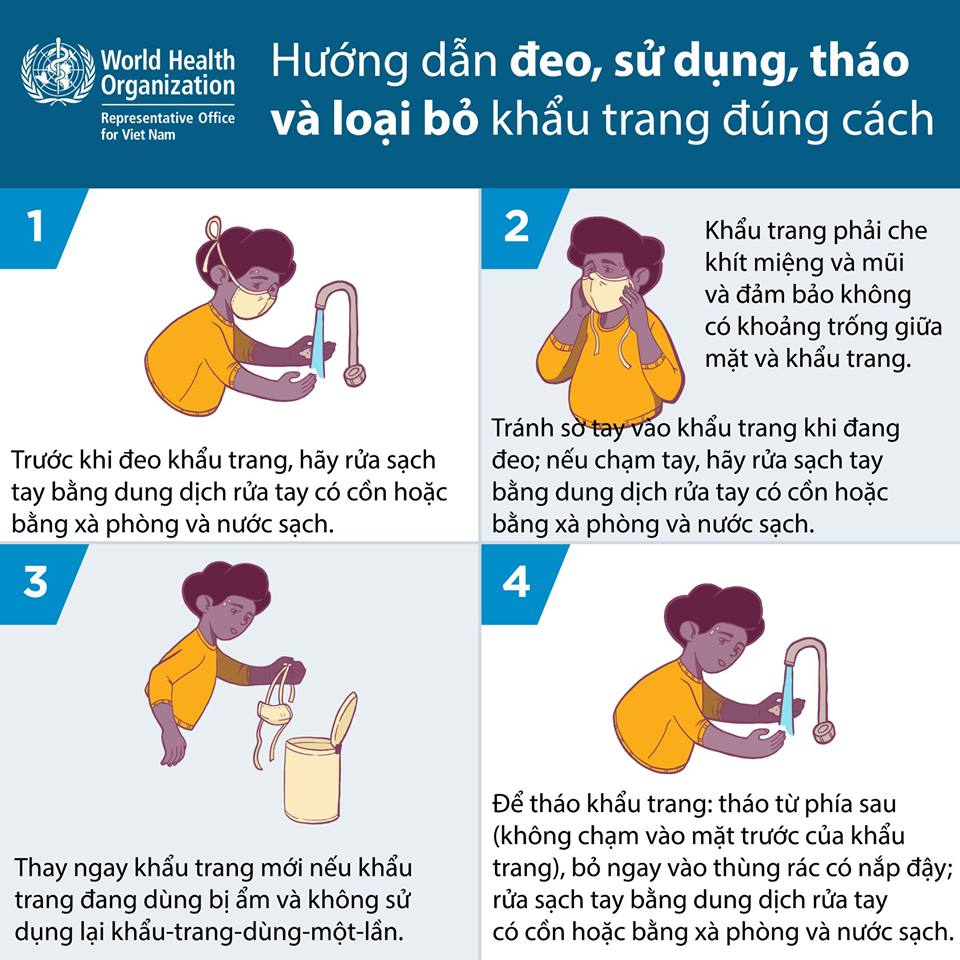 World Health
Organization
Representative Office
for Viet Nam
Hướng dẫn đeo, sử dụng, tháo
và loại bỏ khẩu trang đúng cách
1
Trước khi đeo khẩu trang, hãy rửa sạch
tay bằng dung dịch rửa tay có cồn hoặc
bằng xà phòng và nước sạch.
2
Khẩu trang phải che
khít miệng và mũi
và đảm bảo không
có khoảng trống giữa
mặt và khẩu trang.
Tránh sờ tay vào khẩu trang khi đang
đeo; nếu chạm tay, hãy rửa sạch tay
bằng dung dịch rửa tay có cồn hoặc
bằng xà phòng và nước sạch.
3
Thay ngay khẩu trang mới nếu khẩu
trang đang dùng bị ẩm và không sử
dụng lại khẩu-trang-dùng-một-lần.
4
Để tháo khẩu trang: tháo từ phía sau
(không chạm vào mặt trước của khẩu
trang), bỏ ngay vào thùng rác có nắp đậy;
rửa sạch tay bằng dung dịch rửa tay
có cồn hoặc bằng xà phòng và nước sạch.